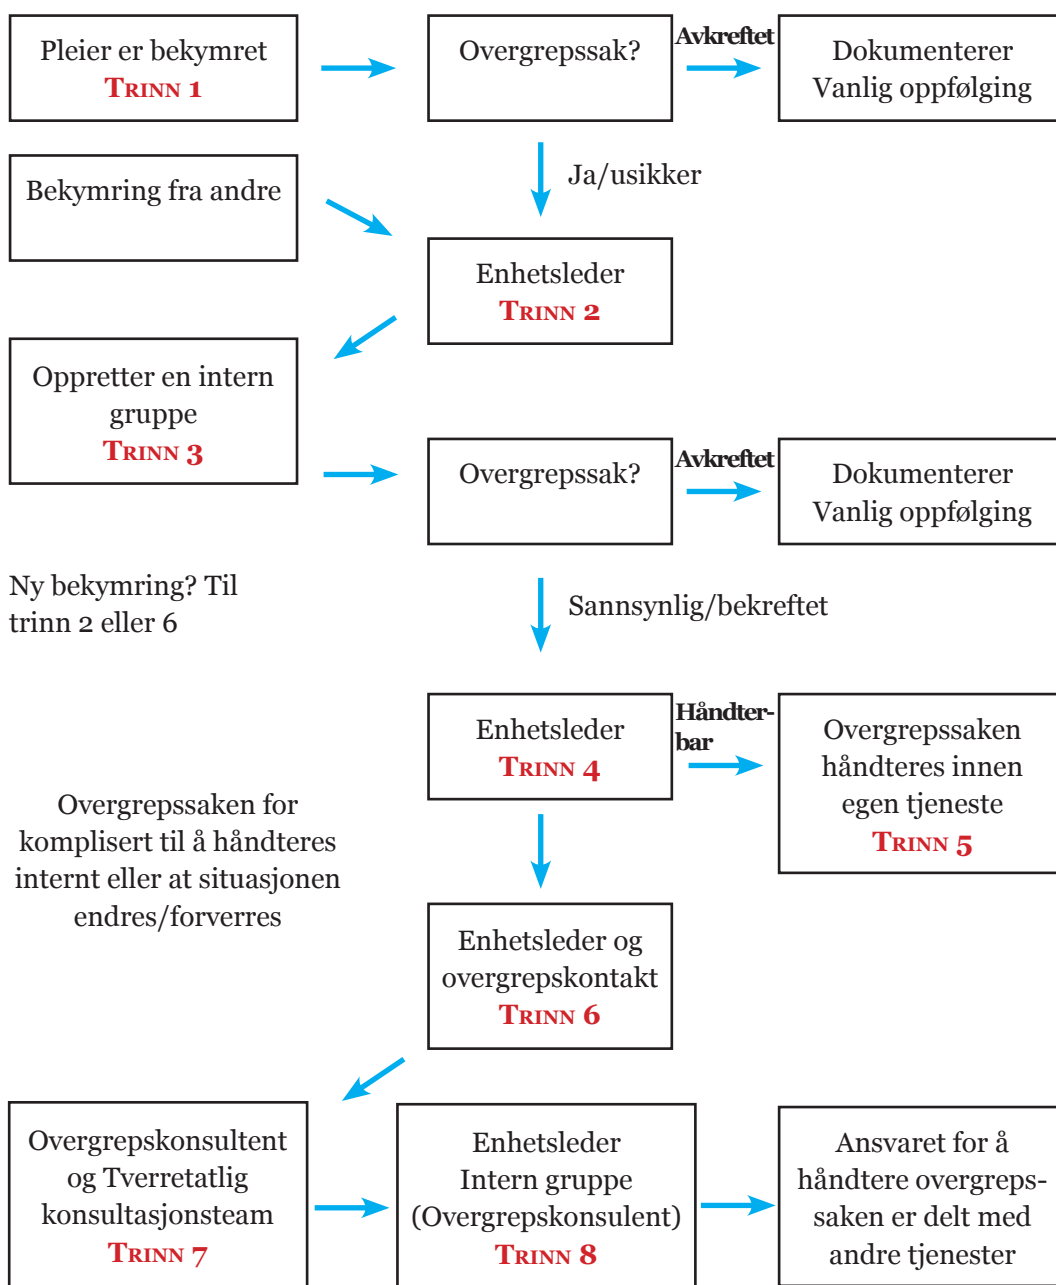 Pleier er bekymret
Trinn 1
Overgrepssak?
Avkreftet
Dokumenterer
Vanlig oppfølging
Bekymring fra andre
Ja/usikker
Enhetsleder
Trinn 2
Oppretter en intern
gruppe
Trinn 3
Overgrepssak?
Avkreftet
Dokumenterer
Vanlig oppfølging
Ny bekymring? Til
trinn 2 eller 6
Sannsynlig/bekreftet
Enhetsleder
Trinn 4
Håndter-
bar
Overgrepssaken
håndteres innen
egen tjeneste
Trinn 5
Overgrepssaken for
komplisert til å håndteres
internt eller at situasjonen
endres/forverres
Enhetsleder og
overgrepskontakt
Trinn 6
Overgrepskonsultent
og Tverretatlig
konsultasjonsteam
Trinn 7
Enhetsleder
Intern gruppe
(Overgrepskonsulent)
Trinn 8
Ansvaret for å
håndtere overgreps-
saken er delt med
andre tjenester